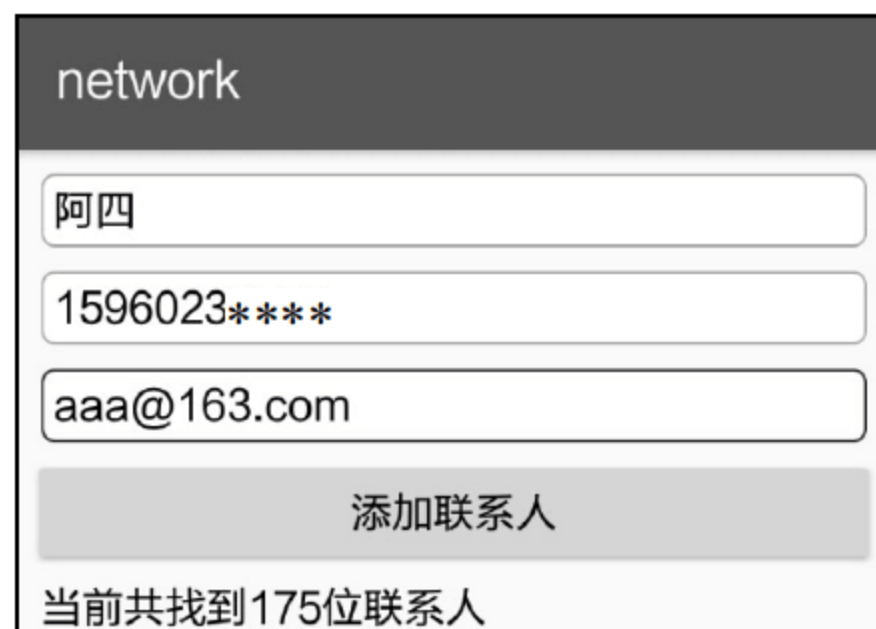 network
阿四
1596023****
aaa@163.com
添加联系人
当前共找到175位联系人